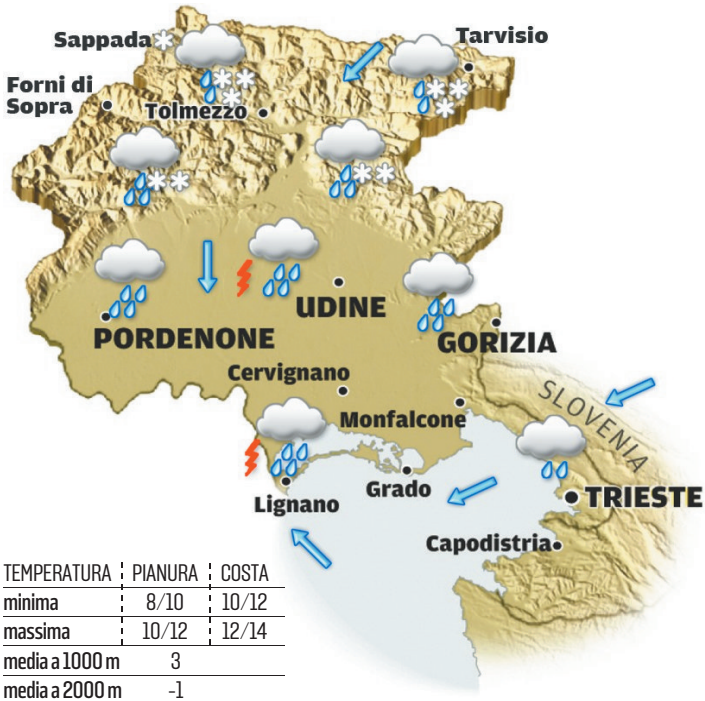 Sappada
Tarvisio
Forni di
Sopra
Tolmezzo
UDINE
PORDENONE
GORIZIA
Cervignano
SLOVENIA
Monfalcone
Grado
TRIESTE
Lignano
Capodistria
TEMPERATURA PIANURA COSTA
minima 8/10 10/12
massima 10/12 12/14
media a 1000 m 3
media a 2000 m -1